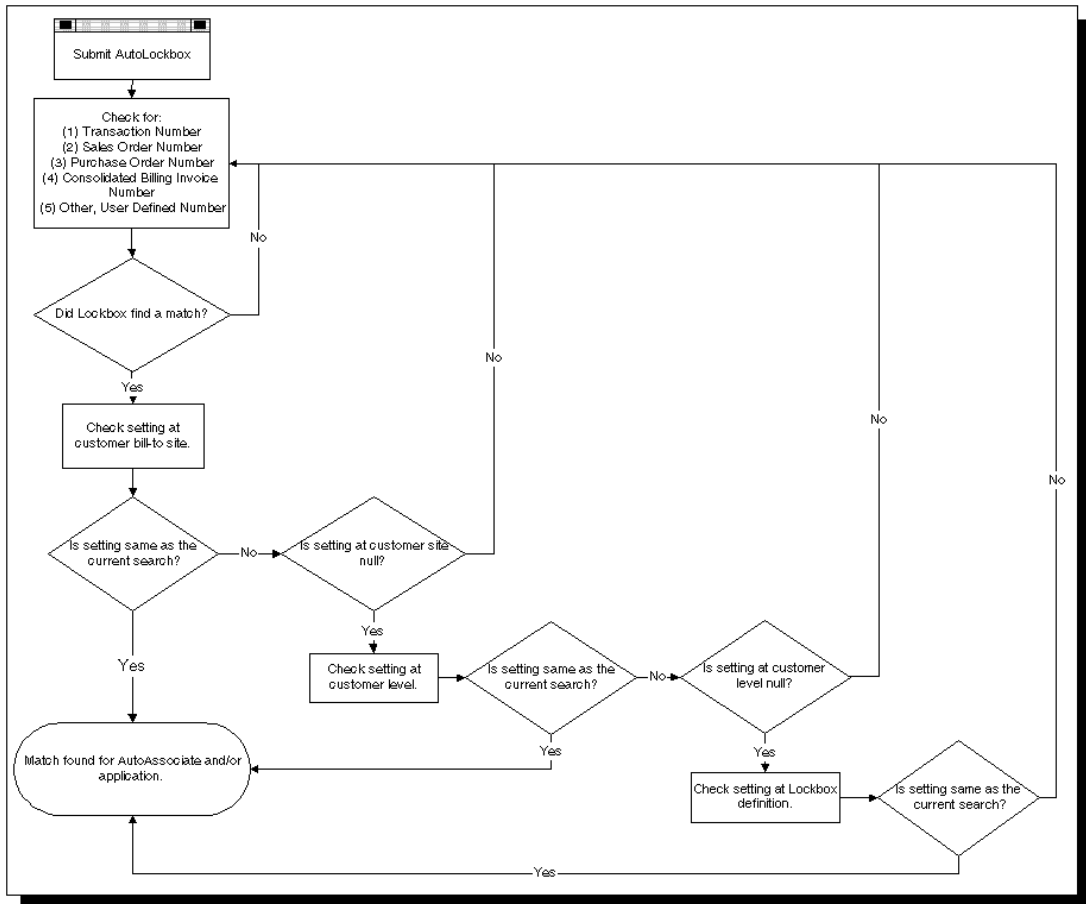 Submit AutoLockbox
Check for:
(1) Transaction Number
(2) Sales Order Number
(3) Purchase Order Number
(4) Consolidated Billing Invoice
Number
(5) Other, User Defined Number
No
Did Lockbox find a match?
No
Yes
No
Check setting at
customer bill-to site.
No
Is setting same as the
current search?
No
Is setting at customer site
null?
Yes
Yes
Check setting at
customer level.
Is setting same as the
current search?
No
Is setting at customer
level null?
Yes
Yes
Match found for AutoAssociate and/or
application.
Check setting at Lockbox
definition.
Is setting same as the
current search?
Yes